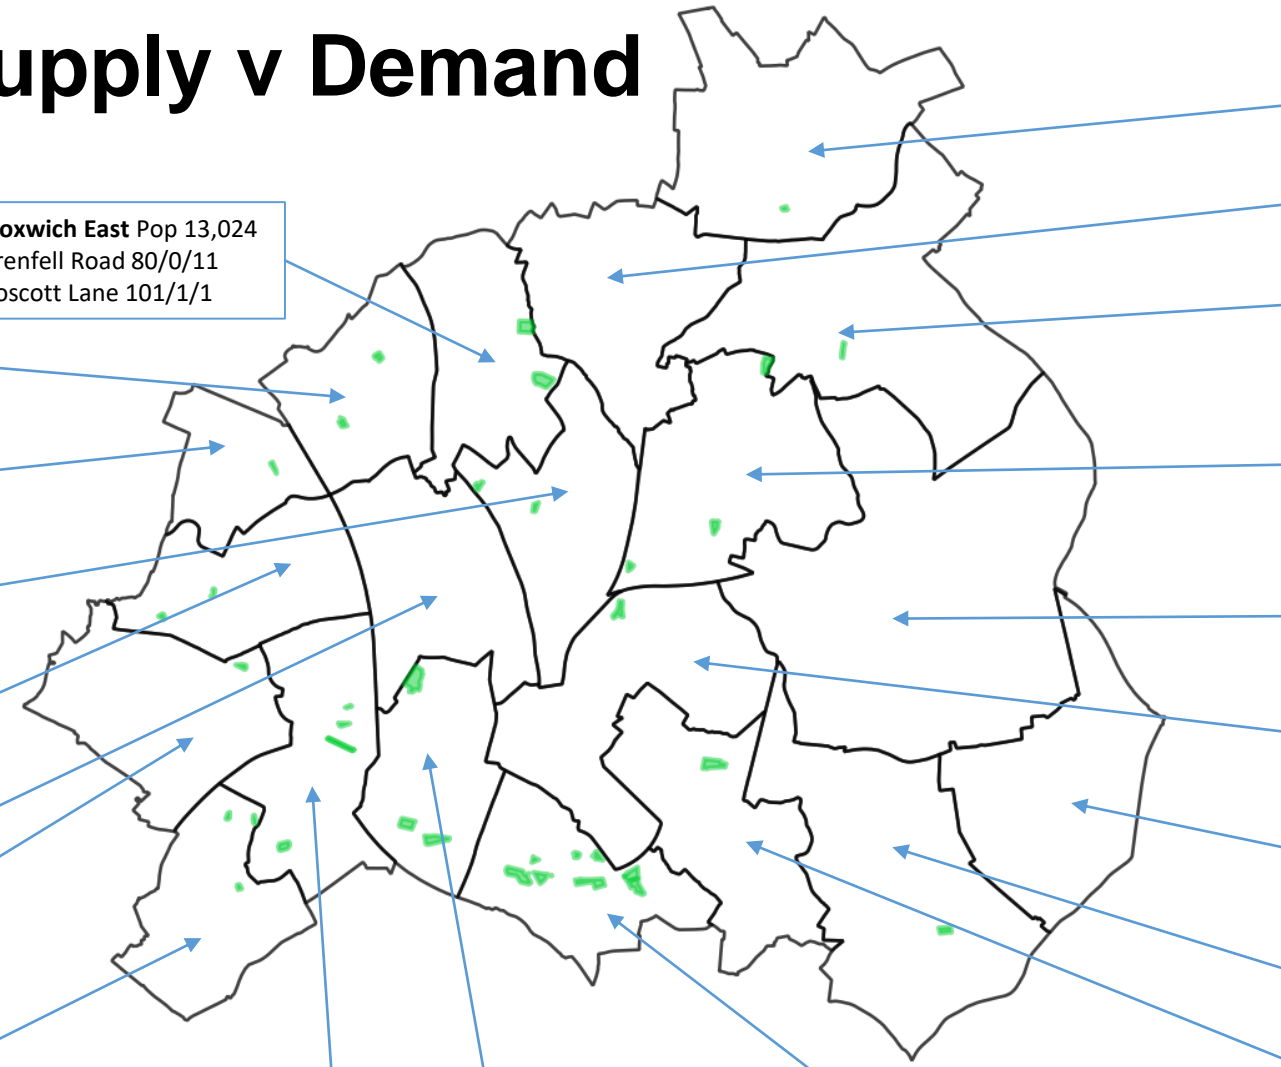 upply v Demand
oxwich East Pop 13,024
renfell Road 80/0/11
oscott Lane 101/1/1